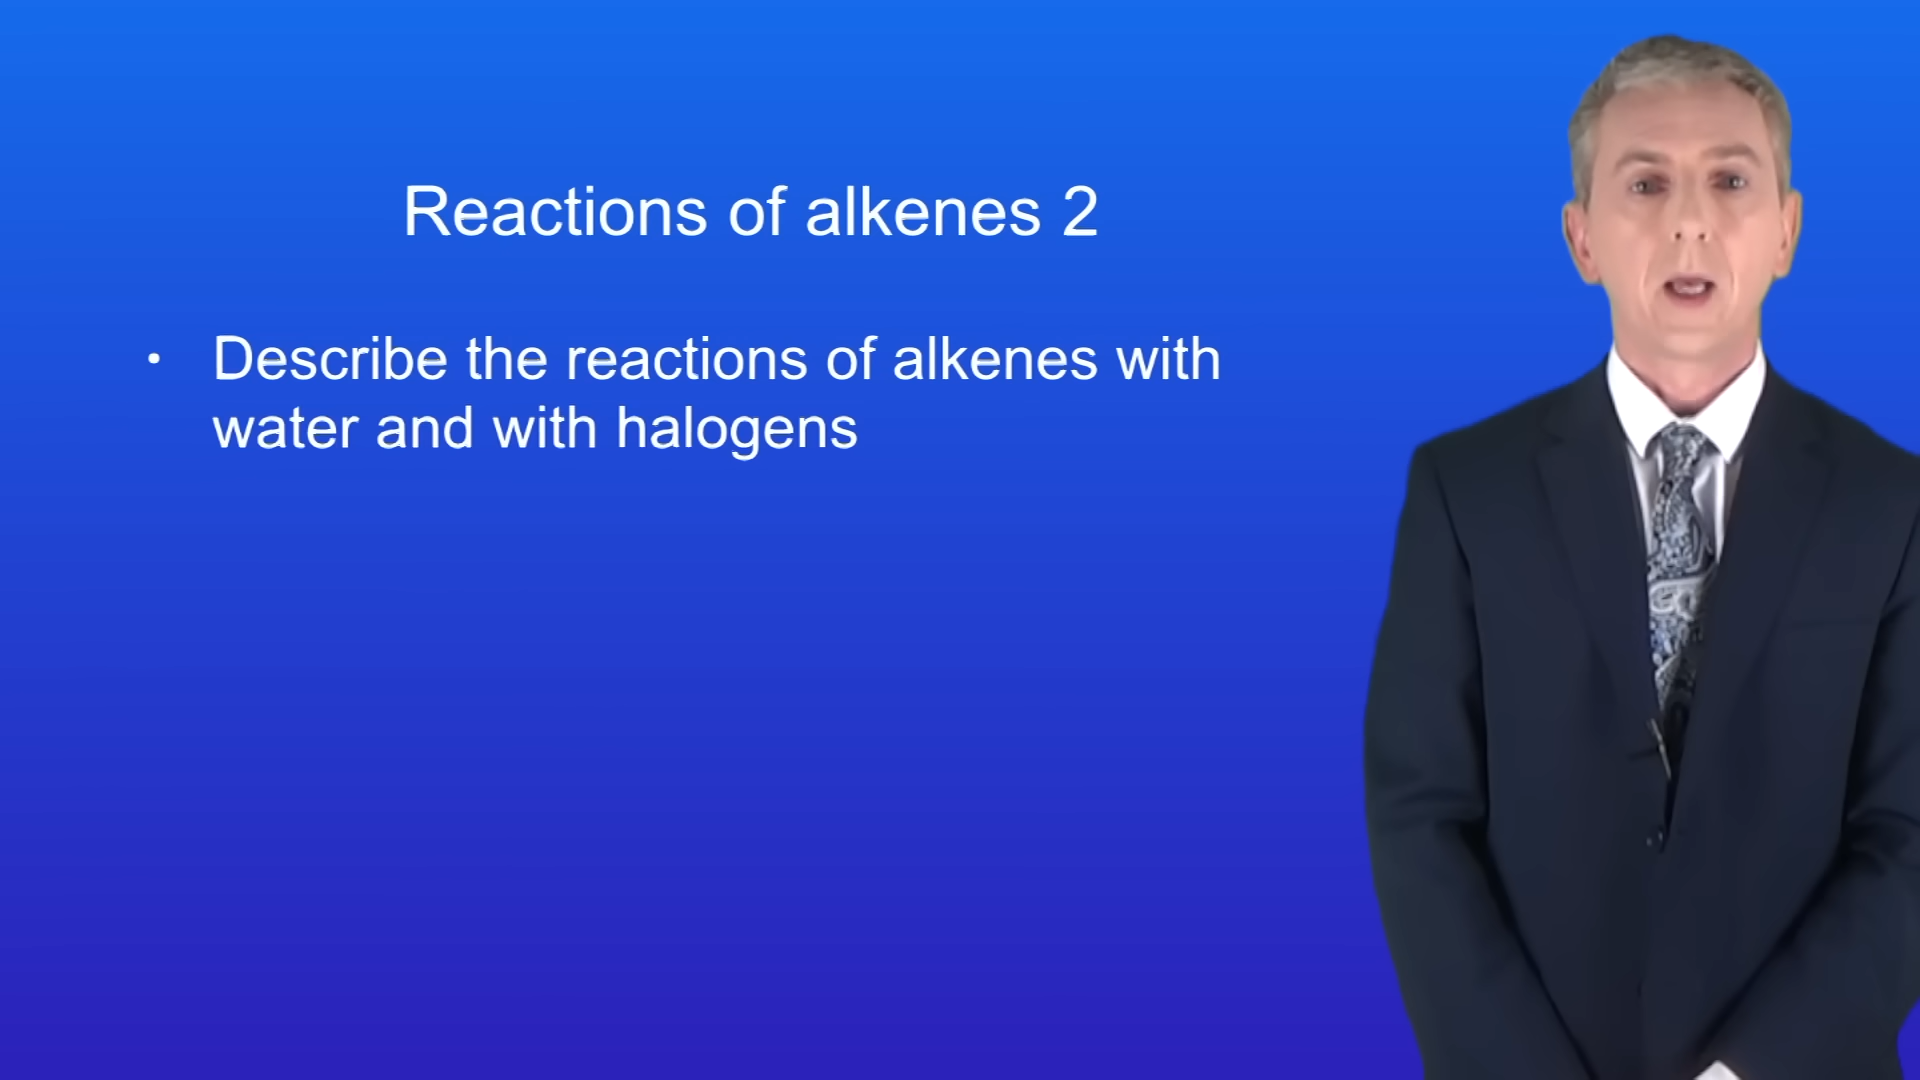 Reactions of alkenes 2
• Describe the reactions of alkenes with
water and with halogens